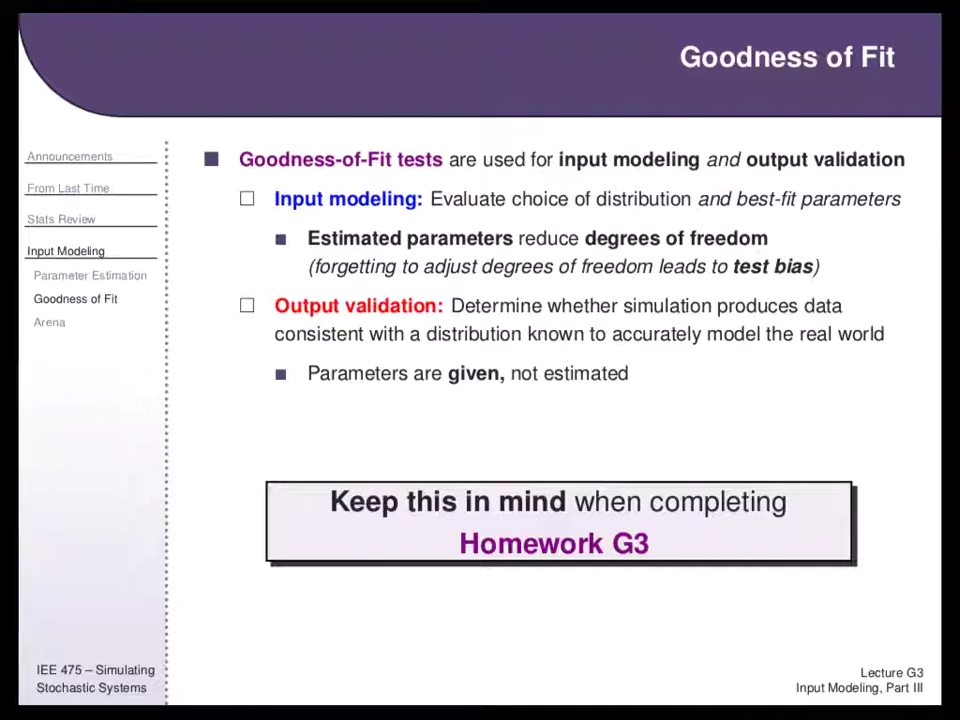 Goodness of Fit
Announcements
From Last Time
Stats Review
Input Modeling
Parameter Estimation
Goodness of Fit
Arena
Goodness-of-Fit tests are used for input modeling and output validation
Input modeling: Evaluate choice of distribution and best-fit parameters
Estimated parameters reduce degrees of freedom
(forgetting to adjust degrees of freedom leads to test bias)
Output validation: Determine whether simulation produces data
consistent with a distribution known to accurately model the real world
Parameters are given, not estimated
Keep this in mind when completing
Homework G3
IEE 475 – Simulating
Stochastic Systems
Lecture G3
Input Modeling, Part III